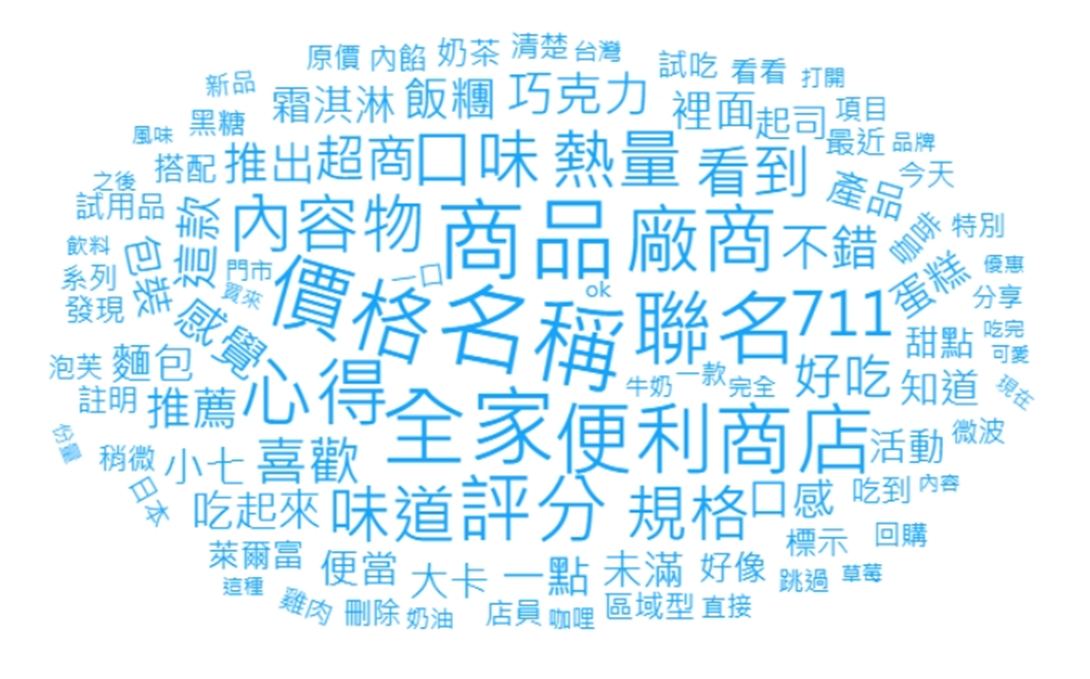 原價 內餡 奶茶 清楚 台灣
新品 霜淇淋 飯糰 巧克力 試吃 看看 打開
風味 黑糖 裡面 起司 項目
搭配 推出 超商 口味 熱量 看到 最近 品牌
之後 試用品 這款 內容物 商品 廠商 不錯 產品 今天
飲料 包裝 門市 咖啡 特別
系列 買來 價格 一口 名稱 ok 聯名 711 蛋糕 優惠
發現 感覺 分享
泡芙 麵包 心得 牛奶 一款 完全 好吃 甜點 吃完 可愛
註明 推薦 全家 便利商店 知道 現在
份量 稍微 小七 喜歡 活動 微波
日本 吃起來 味道 評分 規格 口感 吃到 內容
萊爾富 便當 大卡 一點 未滿 好像 標示 回購
這種 雞肉 刪除 奶油 店員 咖哩 區域型 直接 跳過 草莓